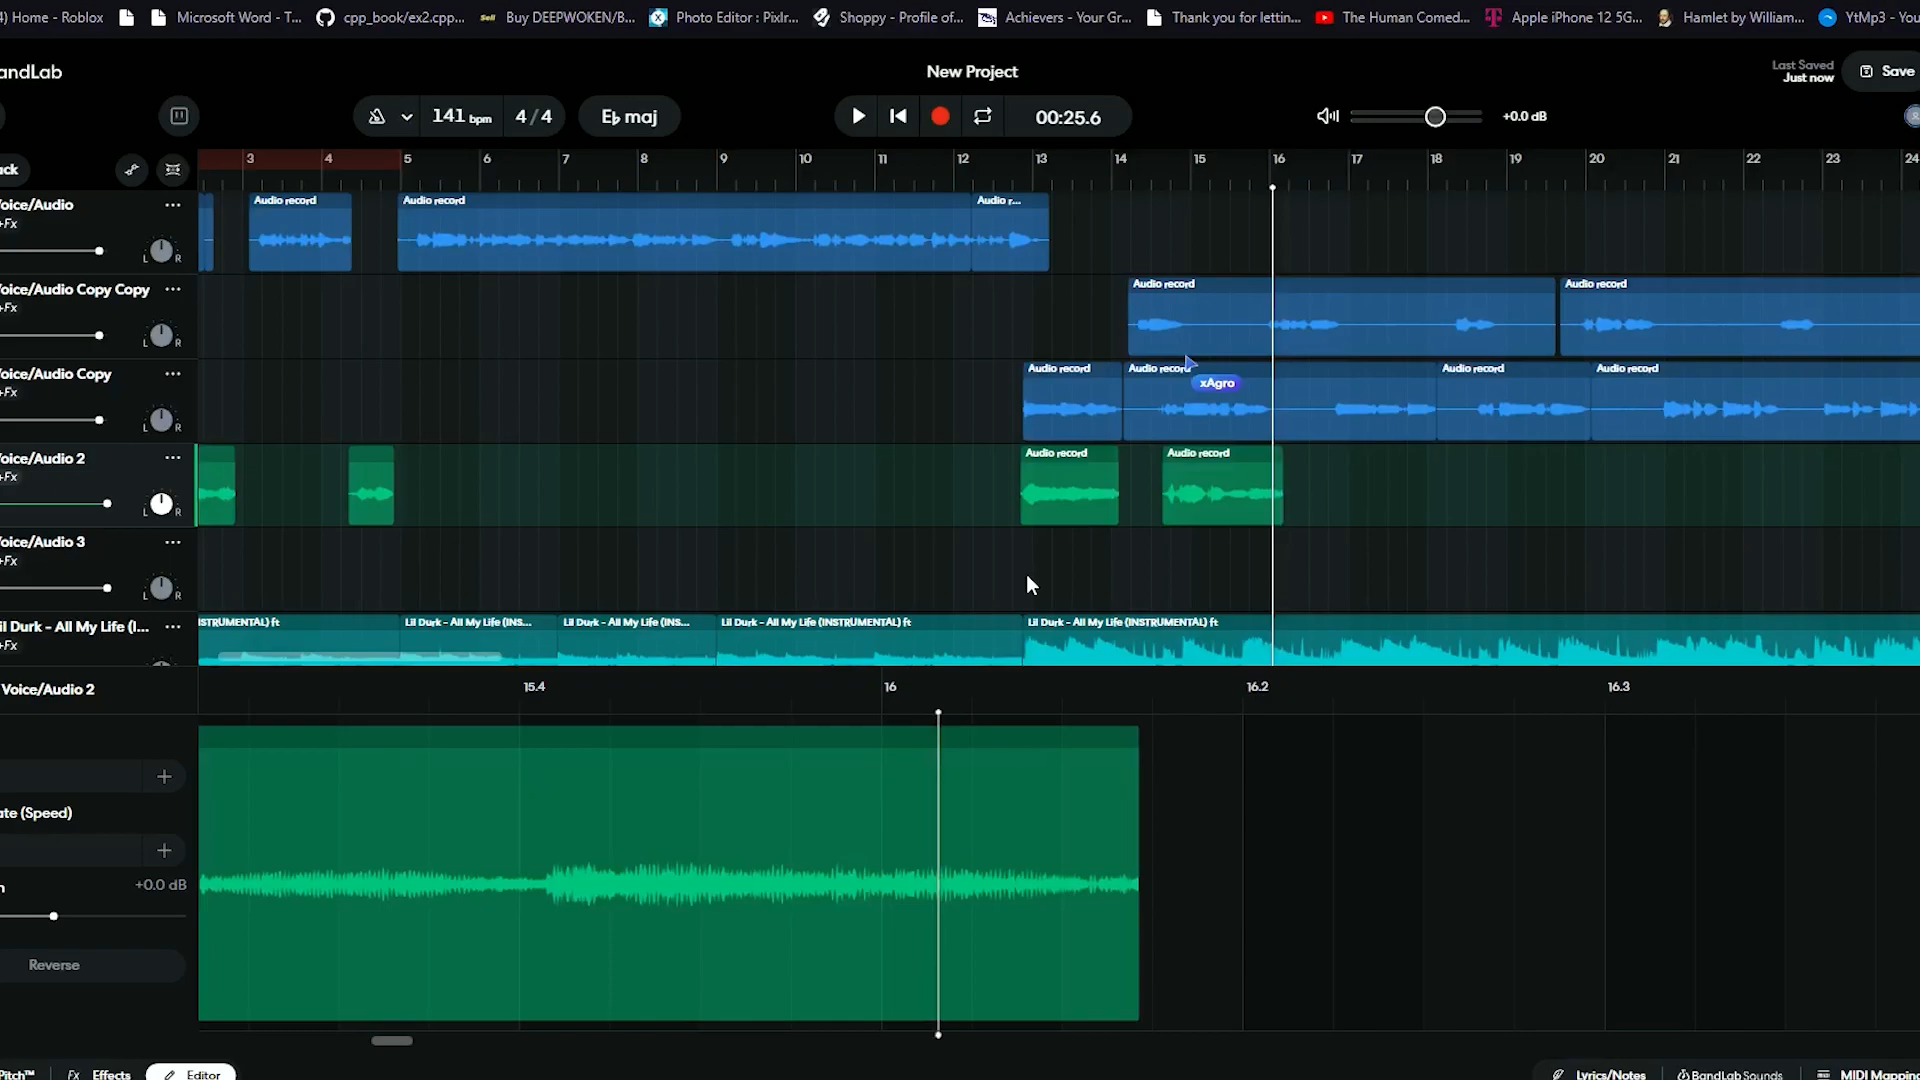 4) Home - Roblox Microsoft Word - T... cpp_book/ex2.cpp... Sell Buy DEEPWOKEN/B... Photo Editor : Pixlr... Shoppy - Profile of... Achievers - Your Gr... Thank you for lettin... The Human Comed... Apple iPhone 12 5G... Hamlet by William... YtMp3 - You
andLab New Project Last Saved Just now Save
141 bpm 4/4 E♭ maj 00:25.6 +0.0 dB
ack 3 4 5 6 7 8 9 10 11 12 13 14 15 16 17 18 19 20 21 22 23 24
oice/Audio Audio record Audio record Audio r...
+Fx
L R
oice/Audio Copy Copy Audio record Audio record
+Fx
L R
oice/Audio Copy Audio record Audio record Audio record Audio record
xAgro
+Fx
L R
oice/Audio 2 Audio record Audio record
+Fx
L R
oice/Audio 3
+Fx
L R
il Durk - All My Life (I... ISTRUMENTAL) ft Lil Durk - All My Life (INS... Lil Durk - All My Life (INS... Lil Durk - All My Life (INSTRUMENTAL) ft Lil Durk - All My Life (INSTRUMENTAL) ft
+Fx
Voice/Audio 2 15.4 16 16.2 16.3
+
ate (Speed)
+
n +0.0 dB
Reverse
Pitch™ Fx Effects Editor Lyrics/Notes BandLab Sounds MIDI Mapping